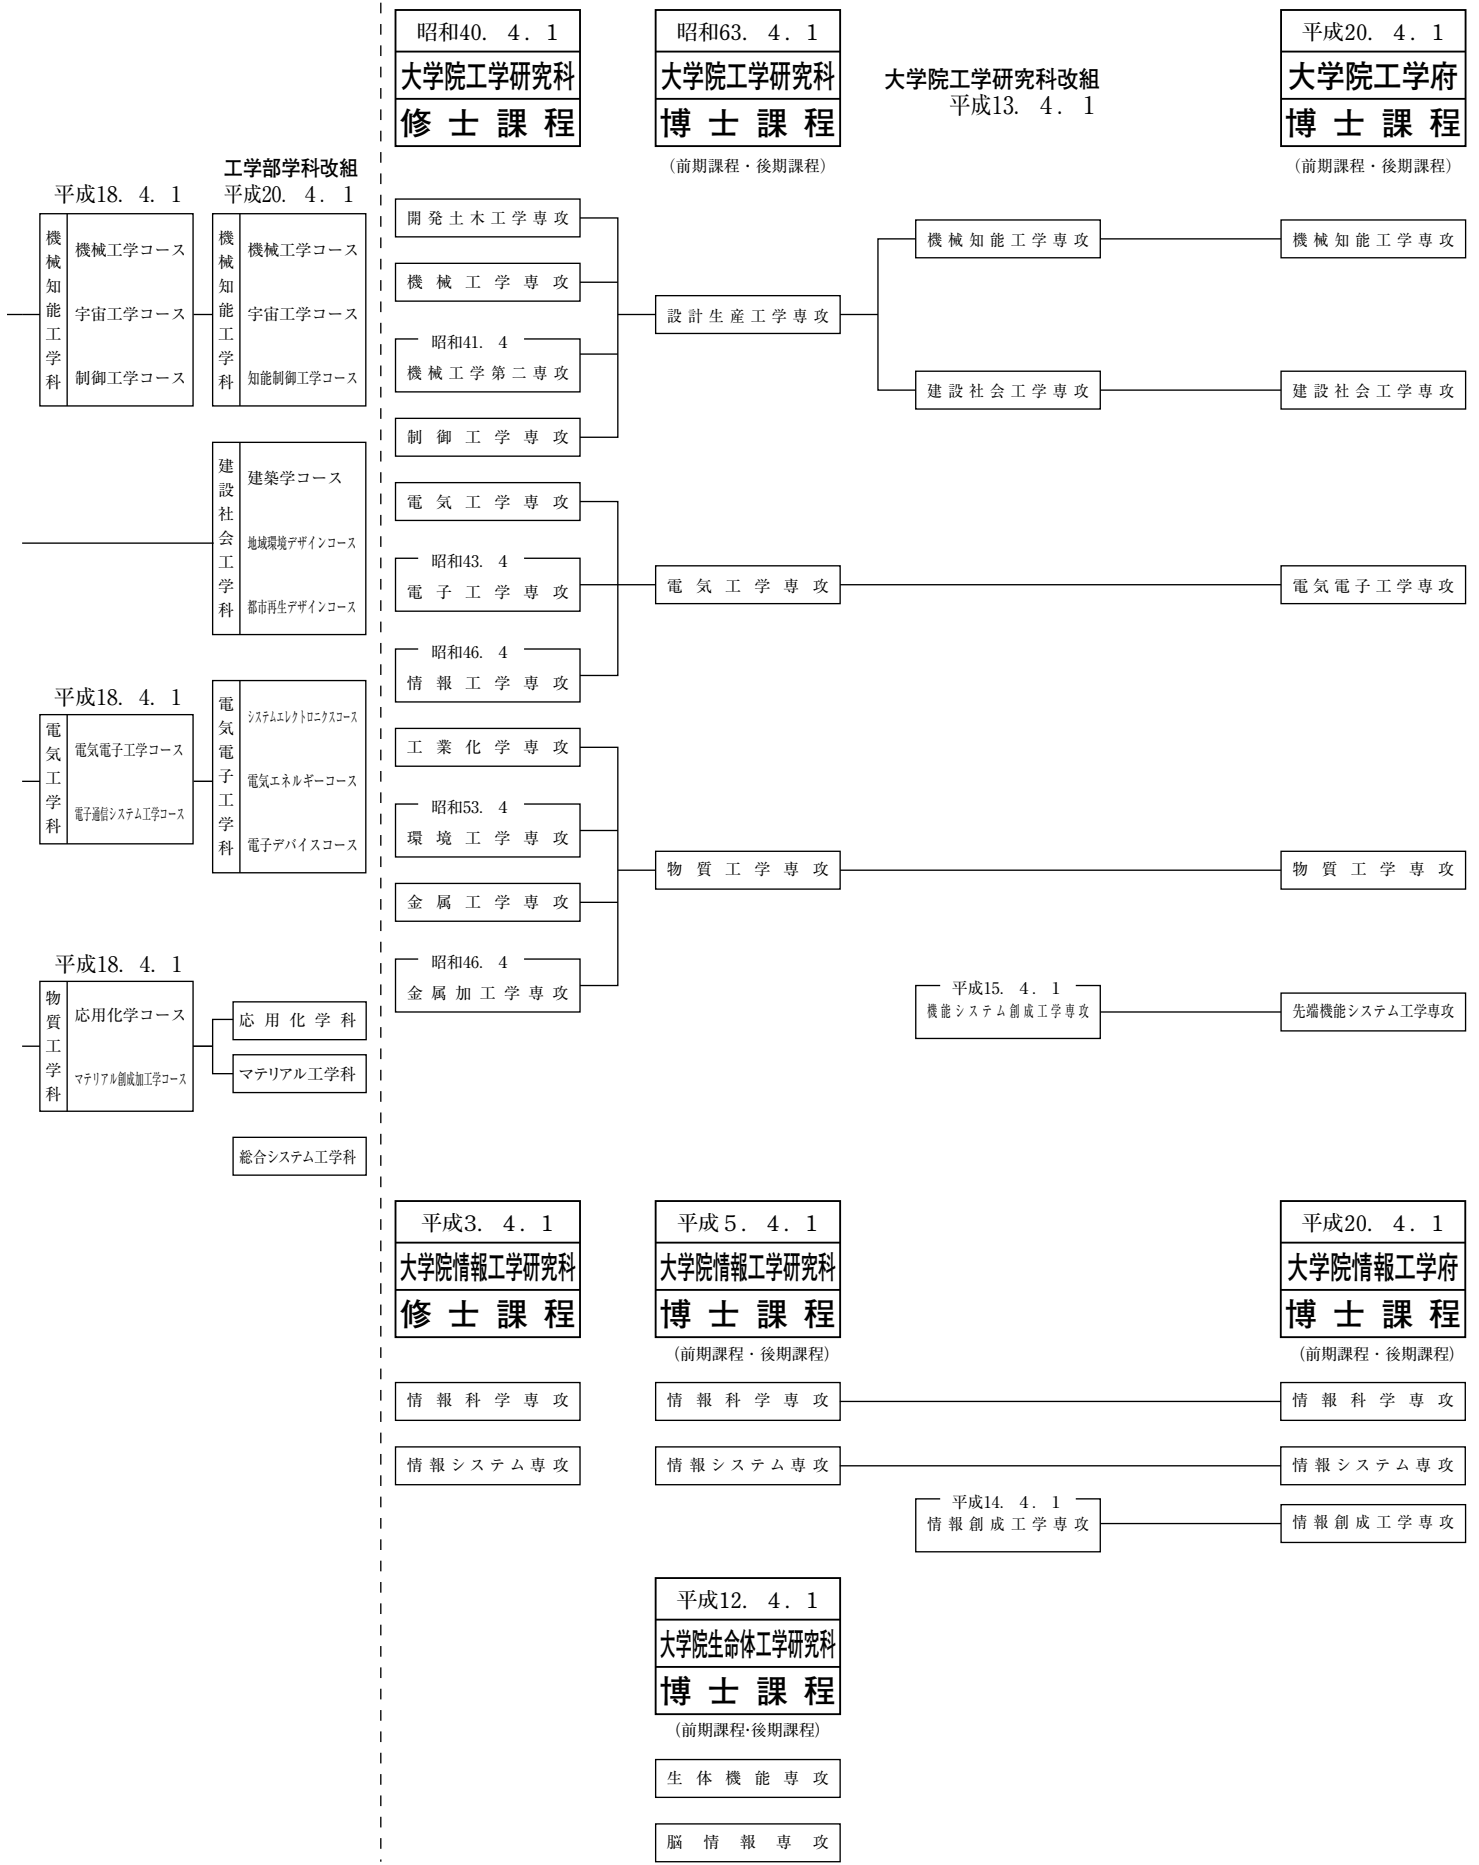 工学部学科改組
平成18. 4. 1
平成20. 4. 1
機械知能工学科
機械工学コース
宇宙工学コース
制御工学コース
機械知能工学科
機械工学コース
宇宙工学コース
知能制御工学コース
建設社会工学科
建築学コース
地域環境デザインコース
都市再生デザインコース
平成18. 4. 1
電気工学科
電気電子工学コース
電子通信システム工学コース
電気電子工学科
システムエレクトロニクスコース
電気エネルギーコース
電子デバイスコース
平成18. 4. 1
物質工学科
応用化学コース
マテリアル創成加工学コース
応用化学科
マテリアル工学科
総合システム工学科
昭和40. 4. 1
大学院工学研究科
修士課程
開発土木工学専攻
機械工学専攻
昭和41. 4
機械工学第二専攻
制御工学専攻
電気工学専攻
昭和43. 4
電子工学専攻
昭和46. 4
情報工学専攻
工業化学専攻
昭和53. 4
環境工学専攻
金属工学専攻
昭和46. 4
金属加工学専攻
昭和63. 4. 1
大学院工学研究科
博士課程
(前期課程・後期課程)
設計生産工学専攻
電気工学専攻
物質工学専攻
大学院工学研究科改組
平成13. 4. 1
機械知能工学専攻
建設社会工学専攻
平成15. 4. 1
機能システム創成工学専攻
平成20. 4. 1
大学院工学府
博士課程
(前期課程・後期課程)
機械知能工学専攻
建設社会工学専攻
電気電子工学専攻
物質工学専攻
先端機能システム工学専攻
平成3. 4. 1
大学院情報工学研究科
修士課程
情報科学専攻
情報システム専攻
平成5. 4. 1
大学院情報工学研究科
博士課程
(前期課程・後期課程)
情報科学専攻
情報システム専攻
平成14. 4. 1
情報創成工学専攻
平成20. 4. 1
大学院情報工学府
博士課程
(前期課程・後期課程)
情報科学専攻
情報システム専攻
情報創成工学専攻
平成12. 4. 1
大学院生命体工学研究科
博士課程
(前期課程・後期課程)
生体機能専攻
脳情報専攻